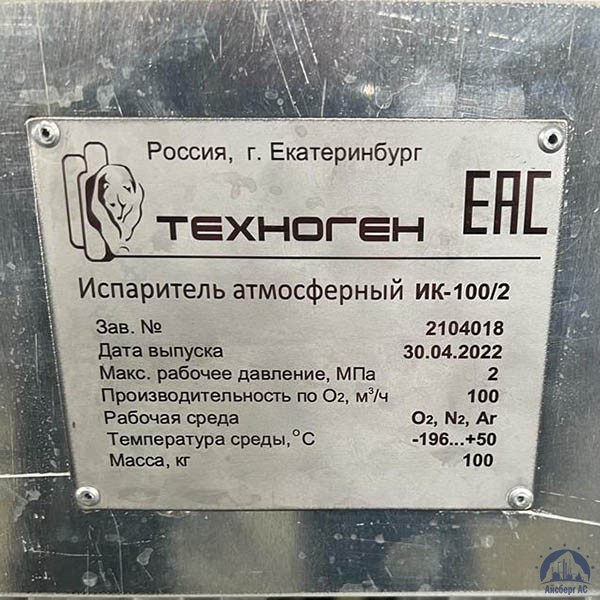 Россия, г. Екатеринбург
ТЕХНОГЕН
EAC
Испаритель атмосферный ИК-100/2
Зав. № 2104018
Дата выпуска 30.04.2022
Макс. рабочее давление, МПа 2
Производительность по О2, м³/ч 100
Рабочая среда О2, N2, Ar
Температура среды,°С -196...+50
Масса, кг 100
Айсберг АС